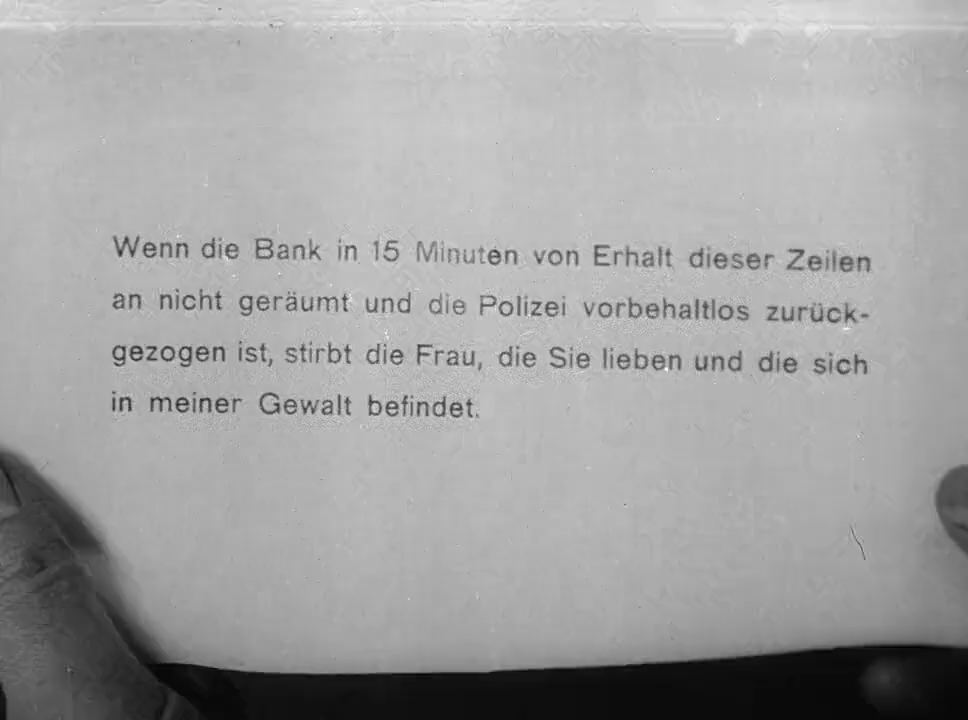 Wenn die Bank in 15 Minuten von Erhalt dieser Zeilen
an nicht geräumt und die Polizei vorbehaltlos zurück-
gezogen ist, stirbt die Frau, die Sie lieben und die sich
in meiner Gewalt befindet.